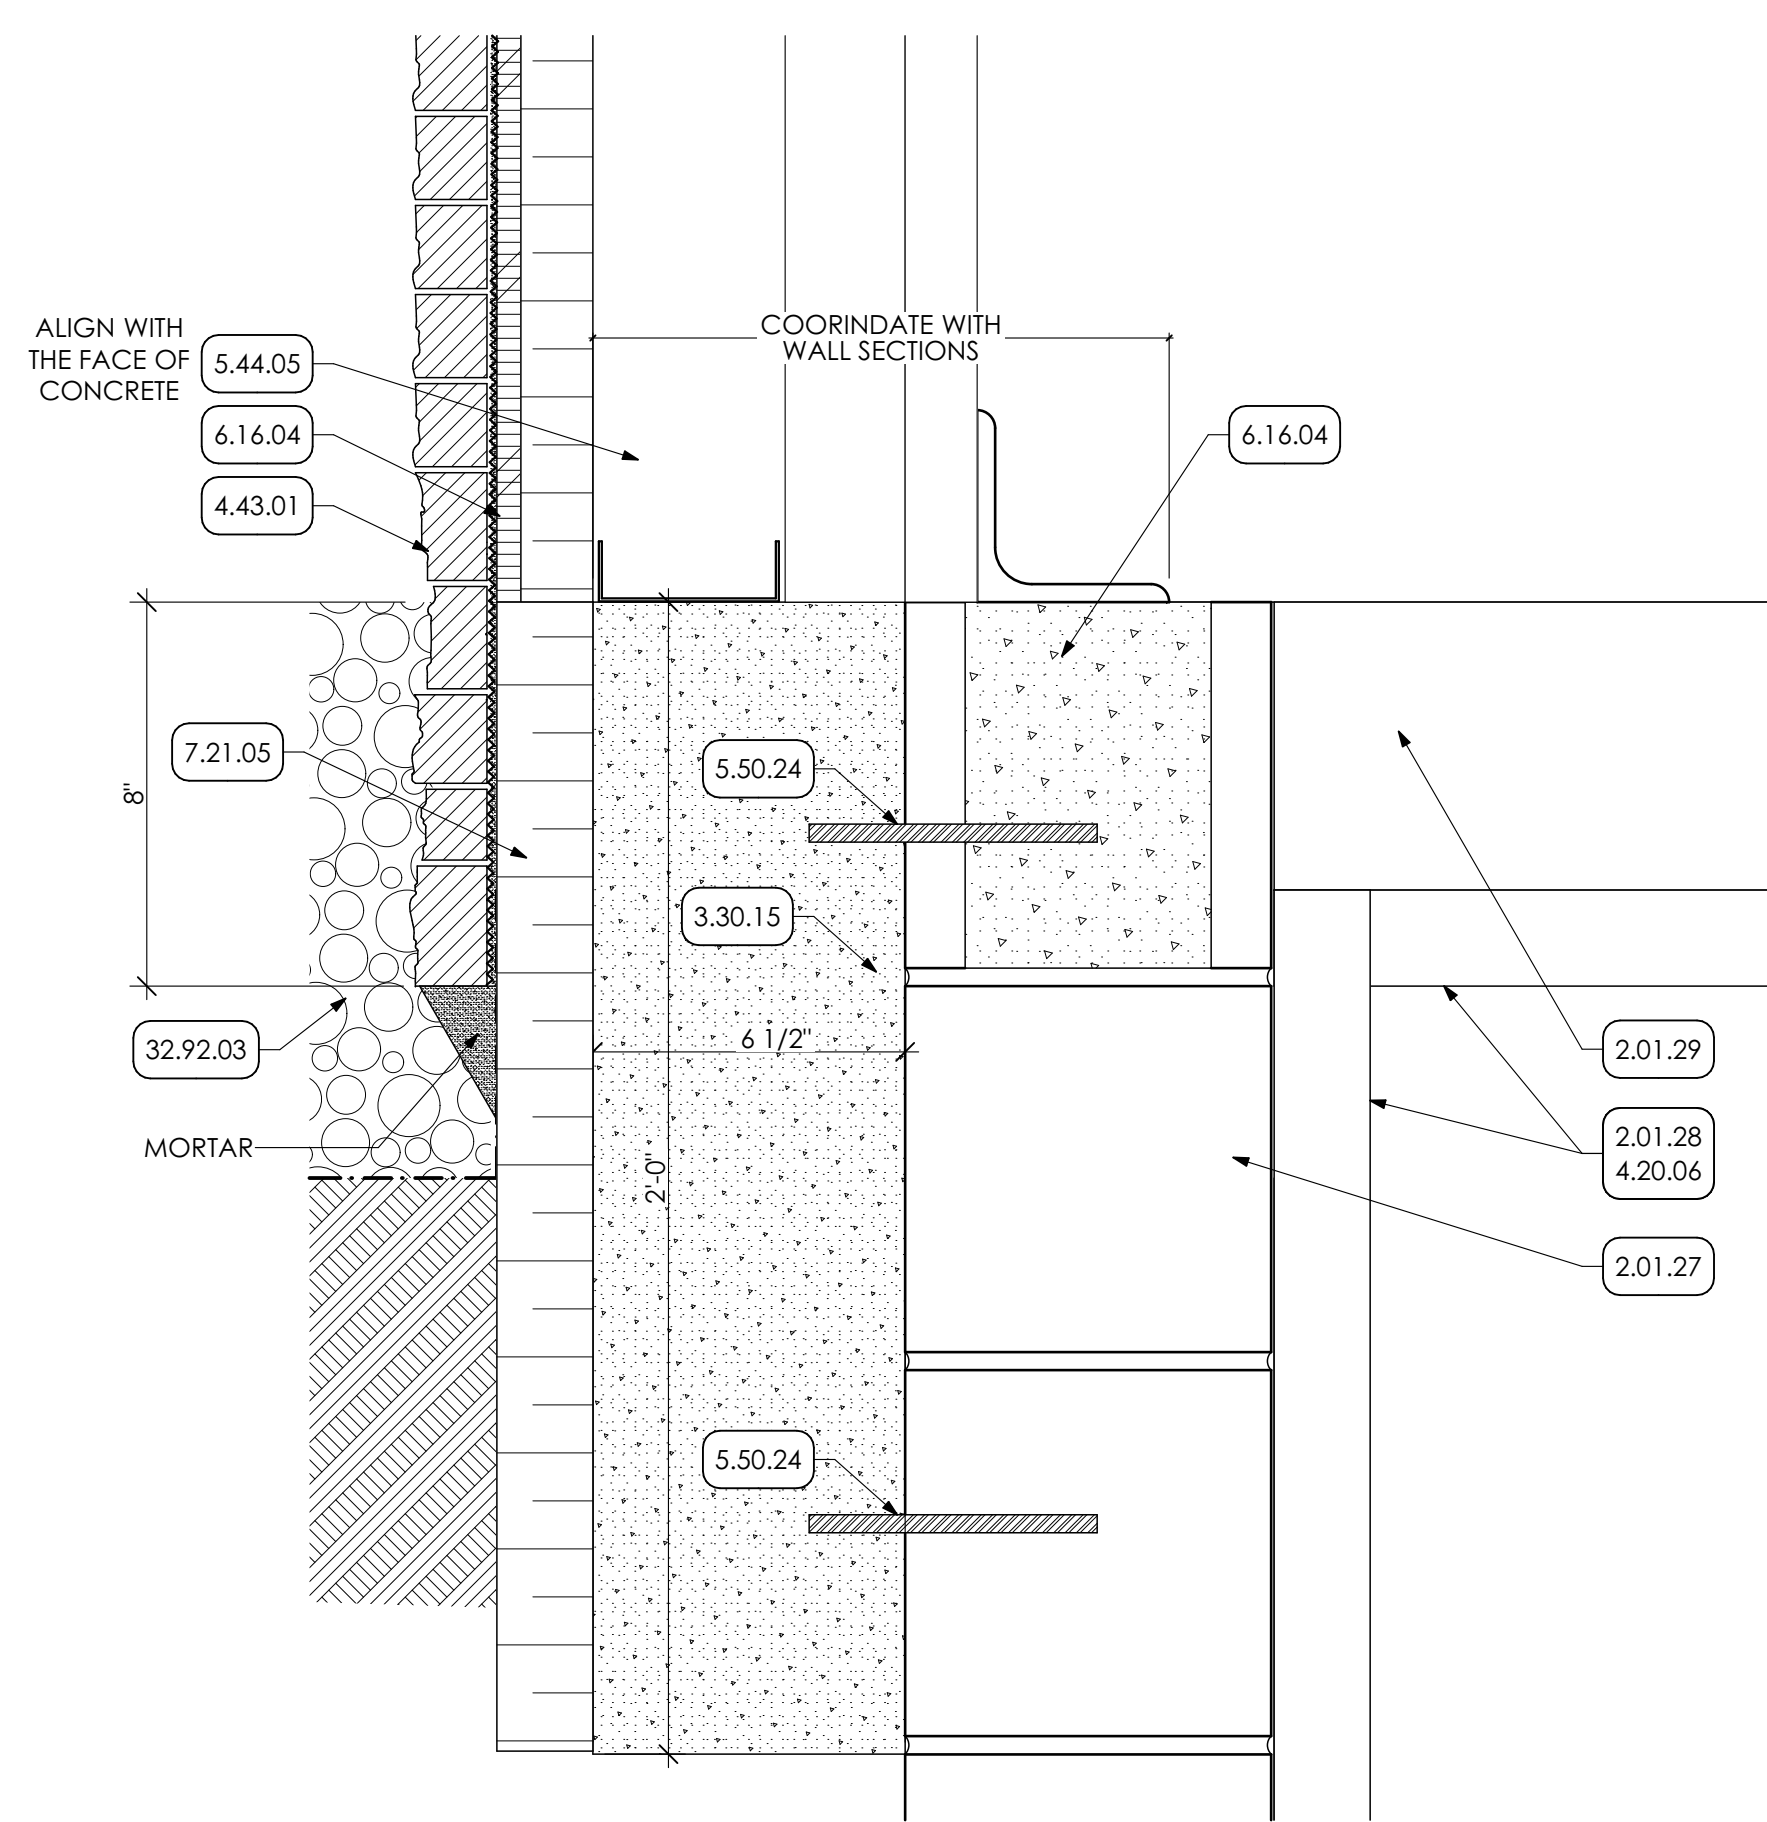 ALIGN WITH
THE FACE OF
CONCRETE
5.44.05
6.16.04
4.43.01
COORINDATE WITH
WALL SECTIONS
6.16.04
7.21.05
8"
5.50.24
3.30.15
6 1/2"
32.92.03
MORTAR
2'-0"
2.01.29
2.01.28
4.20.06
2.01.27
5.50.24